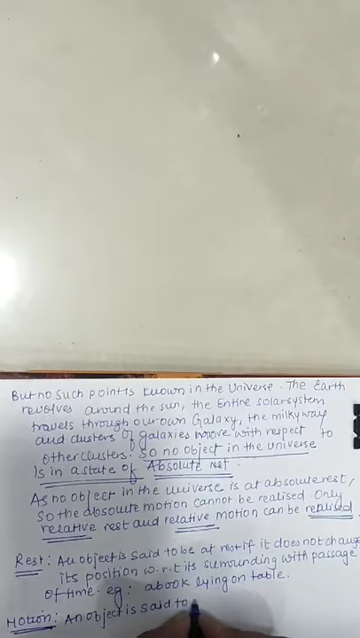 But no such point is known in the Universe. The Earth
revolves around the sun, the Entire solarsystem
travels through our own Galaxy, the milky way
and clusters of galaxies move with respect to
other clusters. So no object in the universe
Is in a state of Absolute rest.
As no object in the universe is at absolute rest,
So the absolute motion cannot be realised. Only
relative rest and relative motion can be realised.
Rest: An object is said to be at rest if it does not change
its position w.r.t its surrounding with passage
of time. eg: a book lying on table.
Motion: An object is said to